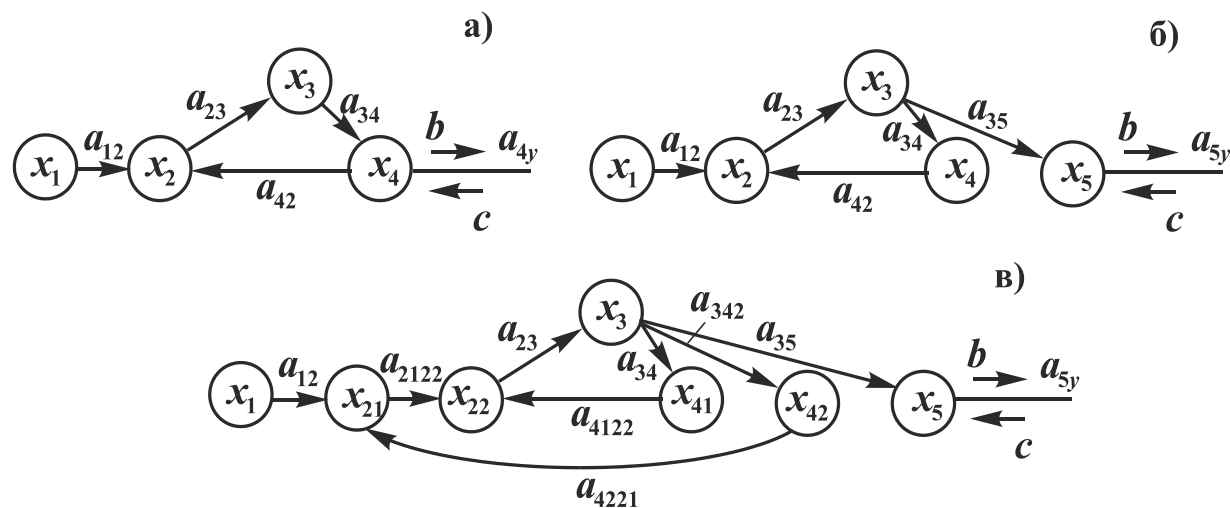 а)
x₃
a₂₃ a₃₄ b a₄y
a₁₂
x₁ x₂ x₄
a₄₂ c
б)
x₃
a₂₃ a₃₅
a₁₂ a₃₄ b a₅y
x₁ x₂ x₄ x₅
a₄₂ c
в)
x₃ a₃₄₂
a₂₃ a₃₅
a₁₂ a₂₁₂₂ a₃₄ b a₅y
x₁ x₂₁ x₂₂ x₄₁ x₄₂ x₅
a₄₁₂₂ c
a₄₂₂₁